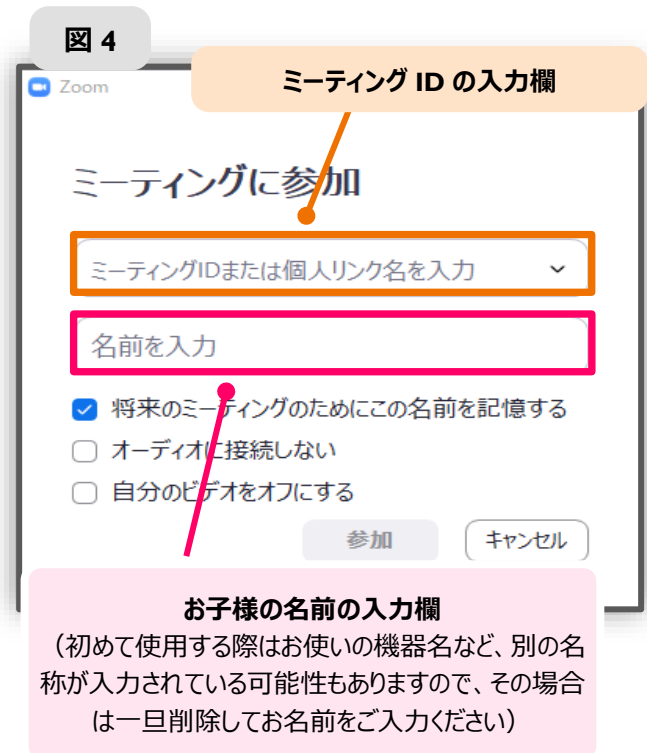 図 4
ミーティング ID の入力欄
Zoom
ミーティングに参加
ミーティングIDまたは個人リンク名を入力
名前を入力
将来のミーティングのためにこの名前を記憶する
オーディオに接続しない
自分のビデオをオフにする
参加
キャンセル
お子様の名前の入力欄
（初めて使用する際はお使いの機器名など、別の名
称が入力されている可能性もありますので、その場合
は一旦削除してお名前をご入力ください）